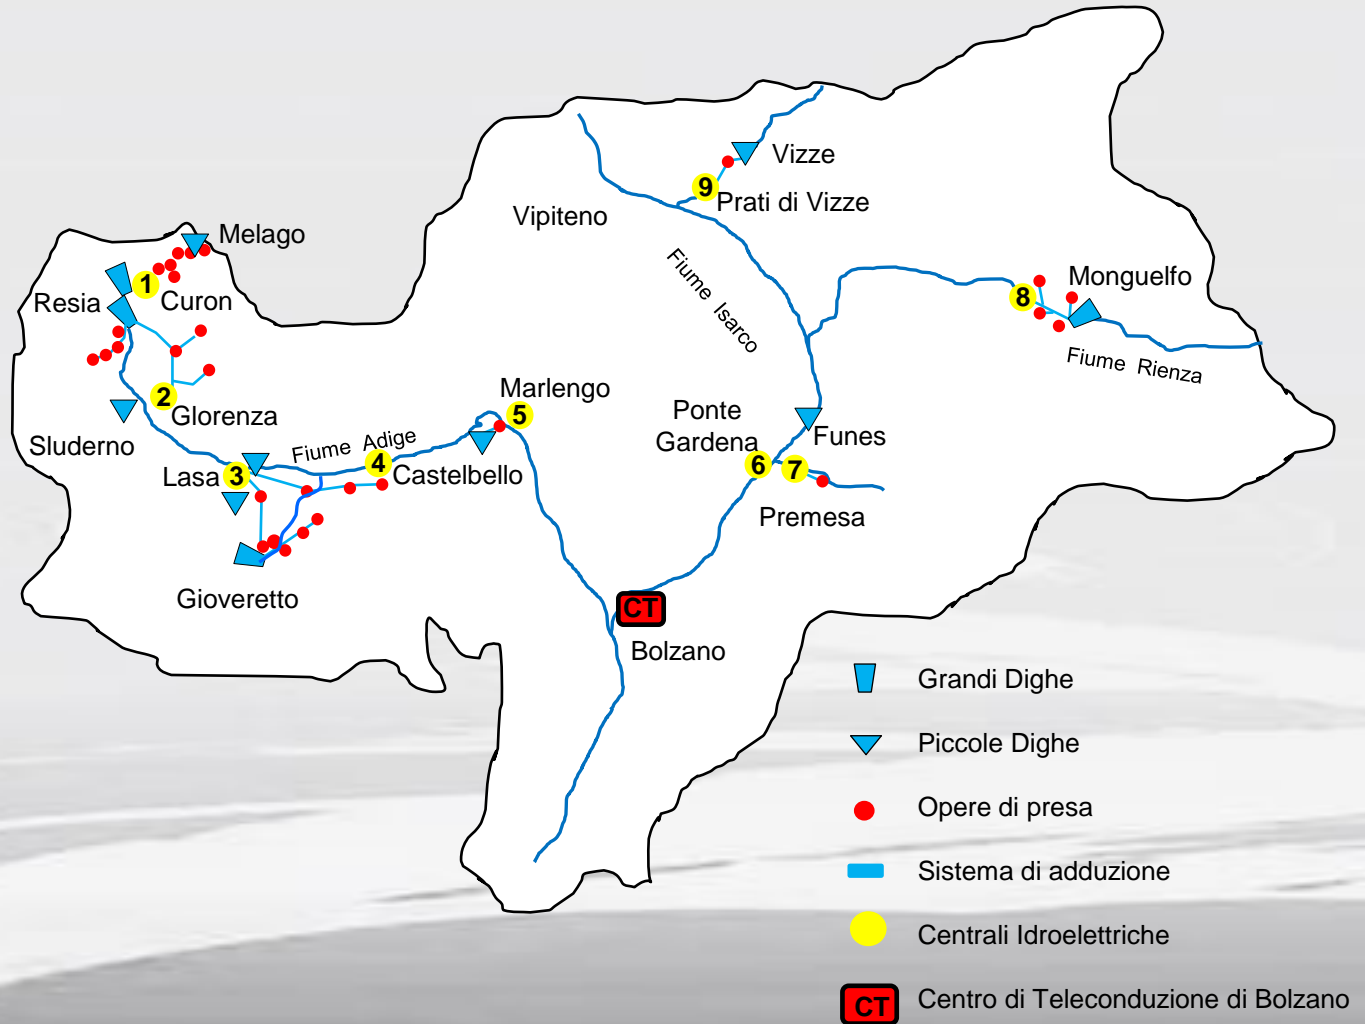 Vizze
9
Prati di Vizze
Vipiteno
Melago
Fiume Isarco
1
Curon
Resia
Monguelfo
8
Fiume Rienza
2
Glorenza
Marlengo
5
Sluderno
Ponte
Gardena
Funes
Fiume Adige
Lasa
3
4
Castelbello
6
7
Premesa
Gioveretto
CT
Bolzano
Grandi Dighe
Piccole Dighe
Opere di presa
Sistema di adduzione
Centrali Idroelettriche
CT
Centro di Teleconduzione di Bolzano